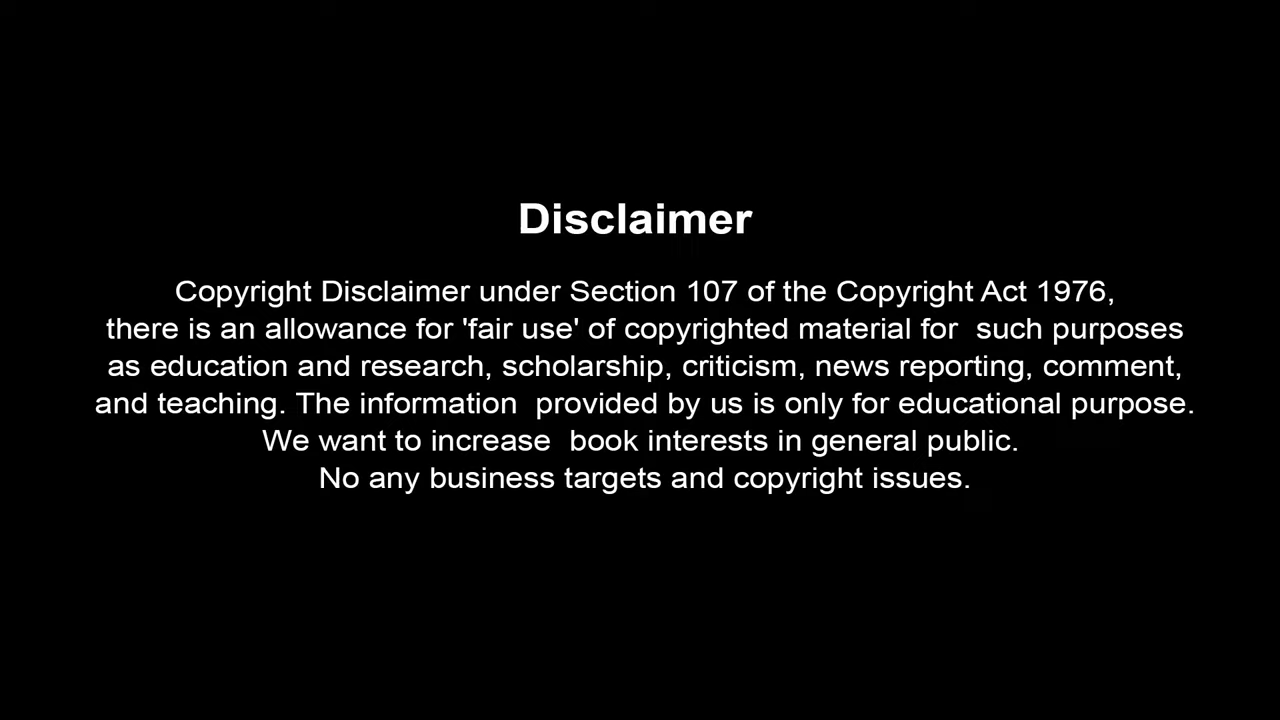 Disclaimer
Copyright Disclaimer under Section 107 of the Copyright Act 1976,
there is an allowance for 'fair use' of copyrighted material for  such purposes
as education and research, scholarship, criticism, news reporting, comment,
and teaching. The information  provided by us is only for educational purpose.
We want to increase  book interests in general public.
No any business targets and copyright issues.